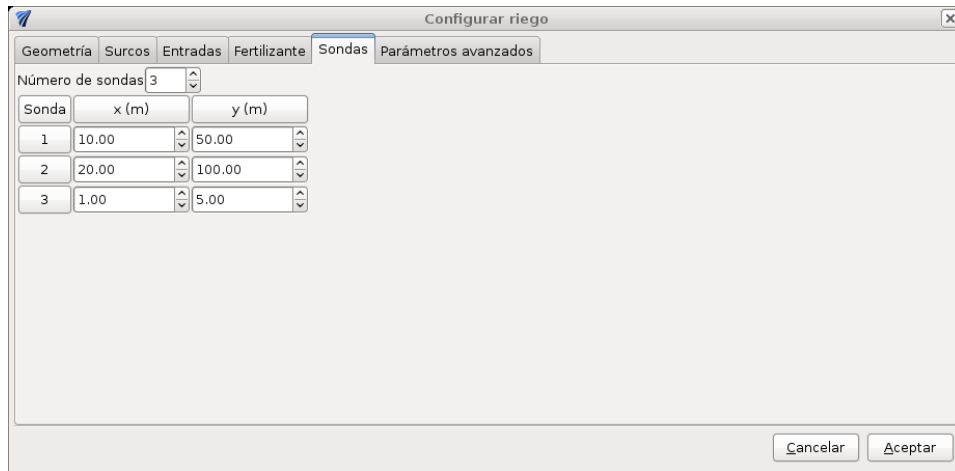 Configurar riego
Geometría Surcos Entradas Fertilizante Sondas Parámetros avanzados
Número de sondas 3
Sonda x (m) y (m)
1 10.00 50.00
2 20.00 100.00
3 1.00 5.00
Cancelar Aceptar